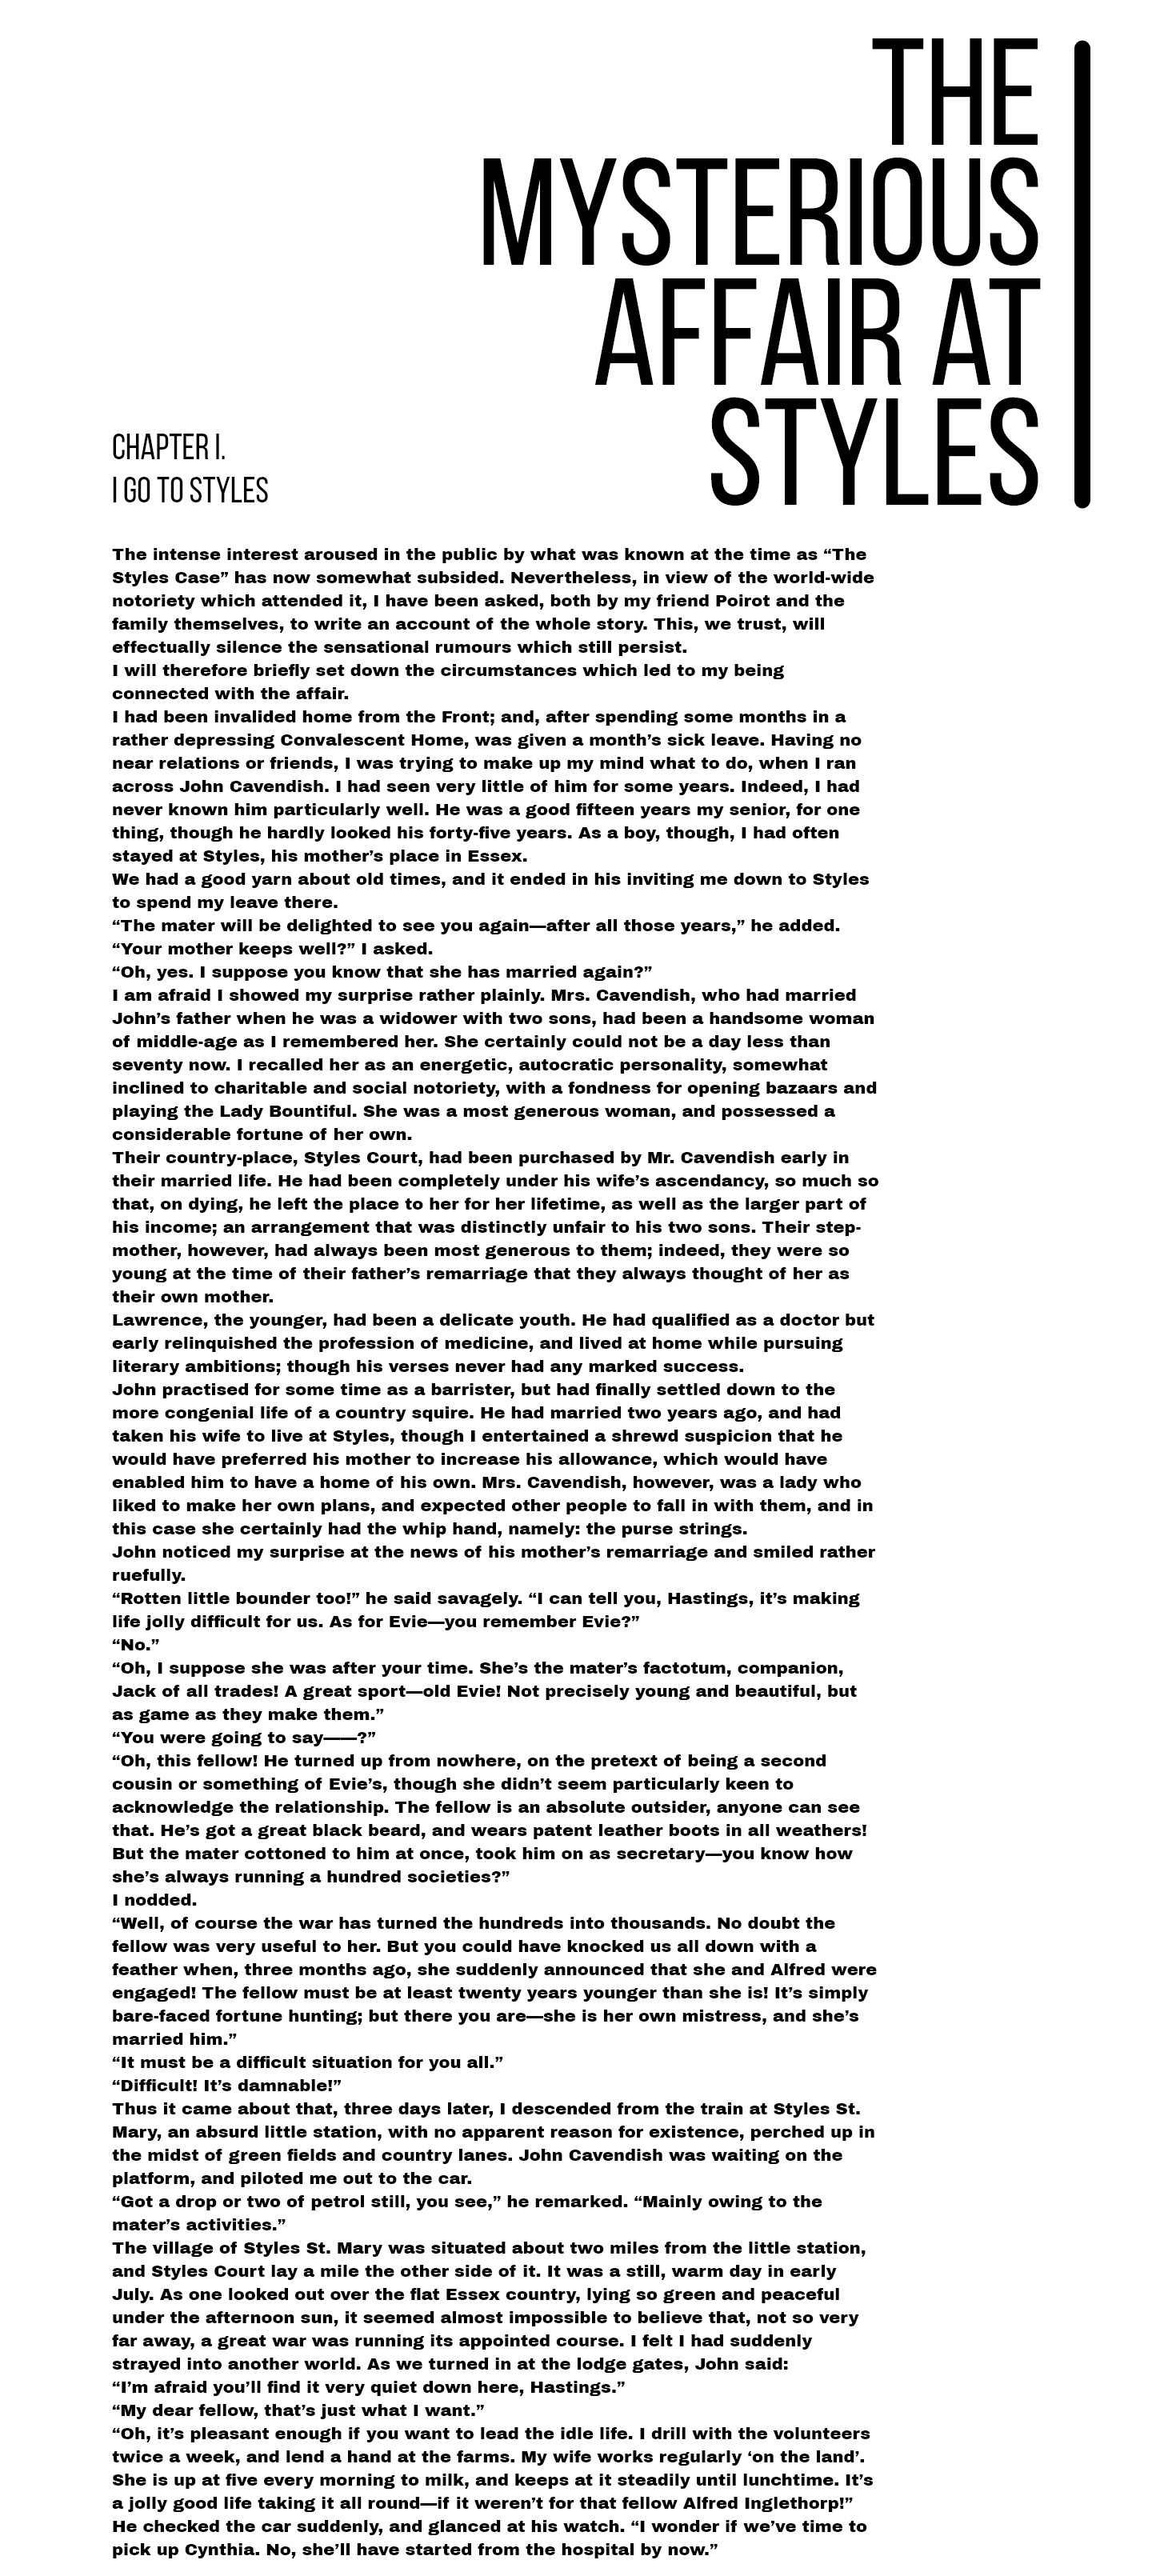 THE
MYSTERIOUS
AFFAIR AT
STYLES
CHAPTER I.
I GO TO STYLES
The intense interest aroused in the public by what was known at the time as “The
Styles Case” has now somewhat subsided. Nevertheless, in view of the world-wide
notoriety which attended it, I have been asked, both by my friend Poirot and the
family themselves, to write an account of the whole story. This, we trust, will
effectually silence the sensational rumours which still persist.
I will therefore briefly set down the circumstances which led to my being
connected with the affair.
I had been invalided home from the Front; and, after spending some months in a
rather depressing Convalescent Home, was given a month’s sick leave. Having no
near relations or friends, I was trying to make up my mind what to do, when I ran
across John Cavendish. I had seen very little of him for some years. Indeed, I had
never known him particularly well. He was a good fifteen years my senior, for one
thing, though he hardly looked his forty-five years. As a boy, though, I had often
stayed at Styles, his mother’s place in Essex.
We had a good yarn about old times, and it ended in his inviting me down to Styles
to spend my leave there.
“The mater will be delighted to see you again—after all those years,” he added.
“Your mother keeps well?” I asked.
“Oh, yes. I suppose you know that she has married again?”
I am afraid I showed my surprise rather plainly. Mrs. Cavendish, who had married
John’s father when he was a widower with two sons, had been a handsome woman
of middle-age as I remembered her. She certainly could not be a day less than
seventy now. I recalled her as an energetic, autocratic personality, somewhat
inclined to charitable and social notoriety, with a fondness for opening bazaars and
playing the Lady Bountiful. She was a most generous woman, and possessed a
considerable fortune of her own.
Their country-place, Styles Court, had been purchased by Mr. Cavendish early in
their married life. He had been completely under his wife’s ascendancy, so much so
that, on dying, he left the place to her for her lifetime, as well as the larger part of
his income; an arrangement that was distinctly unfair to his two sons. Their step-
mother, however, had always been most generous to them; indeed, they were so
young at the time of their father’s remarriage that they always thought of her as
their own mother.
Lawrence, the younger, had been a delicate youth. He had qualified as a doctor but
early relinquished the profession of medicine, and lived at home while pursuing
literary ambitions; though his verses never had any marked success.
John practised for some time as a barrister, but had finally settled down to the
more congenial life of a country squire. He had married two years ago, and had
taken his wife to live at Styles, though I entertained a shrewd suspicion that he
would have preferred his mother to increase his allowance, which would have
enabled him to have a home of his own. Mrs. Cavendish, however, was a lady who
liked to make her own plans, and expected other people to fall in with them, and in
this case she certainly had the whip hand, namely: the purse strings.
John noticed my surprise at the news of his mother’s remarriage and smiled rather
ruefully.
“Rotten little bounder too!” he said savagely. “I can tell you, Hastings, it’s making
life jolly difficult for us. As for Evie—you remember Evie?”
“No.”
“Oh, I suppose she was after your time. She’s the mater’s factotum, companion,
Jack of all trades! A great sport—old Evie! Not precisely young and beautiful, but
as game as they make them.”
“You were going to say——?”
“Oh, this fellow! He turned up from nowhere, on the pretext of being a second
cousin or something of Evie’s, though she didn’t seem particularly keen to
acknowledge the relationship. The fellow is an absolute outsider, anyone can see
that. He’s got a great black beard, and wears patent leather boots in all weathers!
But the mater cottoned to him at once, took him on as secretary—you know how
she’s always running a hundred societies?”
I nodded.
“Well, of course the war has turned the hundreds into thousands. No doubt the
fellow was very useful to her. But you could have knocked us all down with a
feather when, three months ago, she suddenly announced that she and Alfred were
engaged! The fellow must be at least twenty years younger than she is! It’s simply
bare-faced fortune hunting; but there you are—she is her own mistress, and she’s
married him.”
“It must be a difficult situation for you all.”
“Difficult! It’s damnable!”
Thus it came about that, three days later, I descended from the train at Styles St.
Mary, an absurd little station, with no apparent reason for existence, perched up in
the midst of green fields and country lanes. John Cavendish was waiting on the
platform, and piloted me out to the car.
“Got a drop or two of petrol still, you see,” he remarked. “Mainly owing to the
mater’s activities.”
The village of Styles St. Mary was situated about two miles from the little station,
and Styles Court lay a mile the other side of it. It was a still, warm day in early
July. As one looked out over the flat Essex country, lying so green and peaceful
under the afternoon sun, it seemed almost impossible to believe that, not so very
far away, a great war was running its appointed course. I felt I had suddenly
strayed into another world. As we turned in at the lodge gates, John said:
“I’m afraid you’ll find it very quiet down here, Hastings.”
“My dear fellow, that’s just what I want.”
“Oh, it’s pleasant enough if you want to lead the idle life. I drill with the volunteers
twice a week, and lend a hand at the farms. My wife works regularly ‘on the land’.
She is up at five every morning to milk, and keeps at it steadily until lunchtime. It’s
a jolly good life taking it all round—if it weren’t for that fellow Alfred Inglethorp!”
He checked the car suddenly, and glanced at his watch. “I wonder if we’ve time to
pick up Cynthia. No, she’ll have started from the hospital by now.”